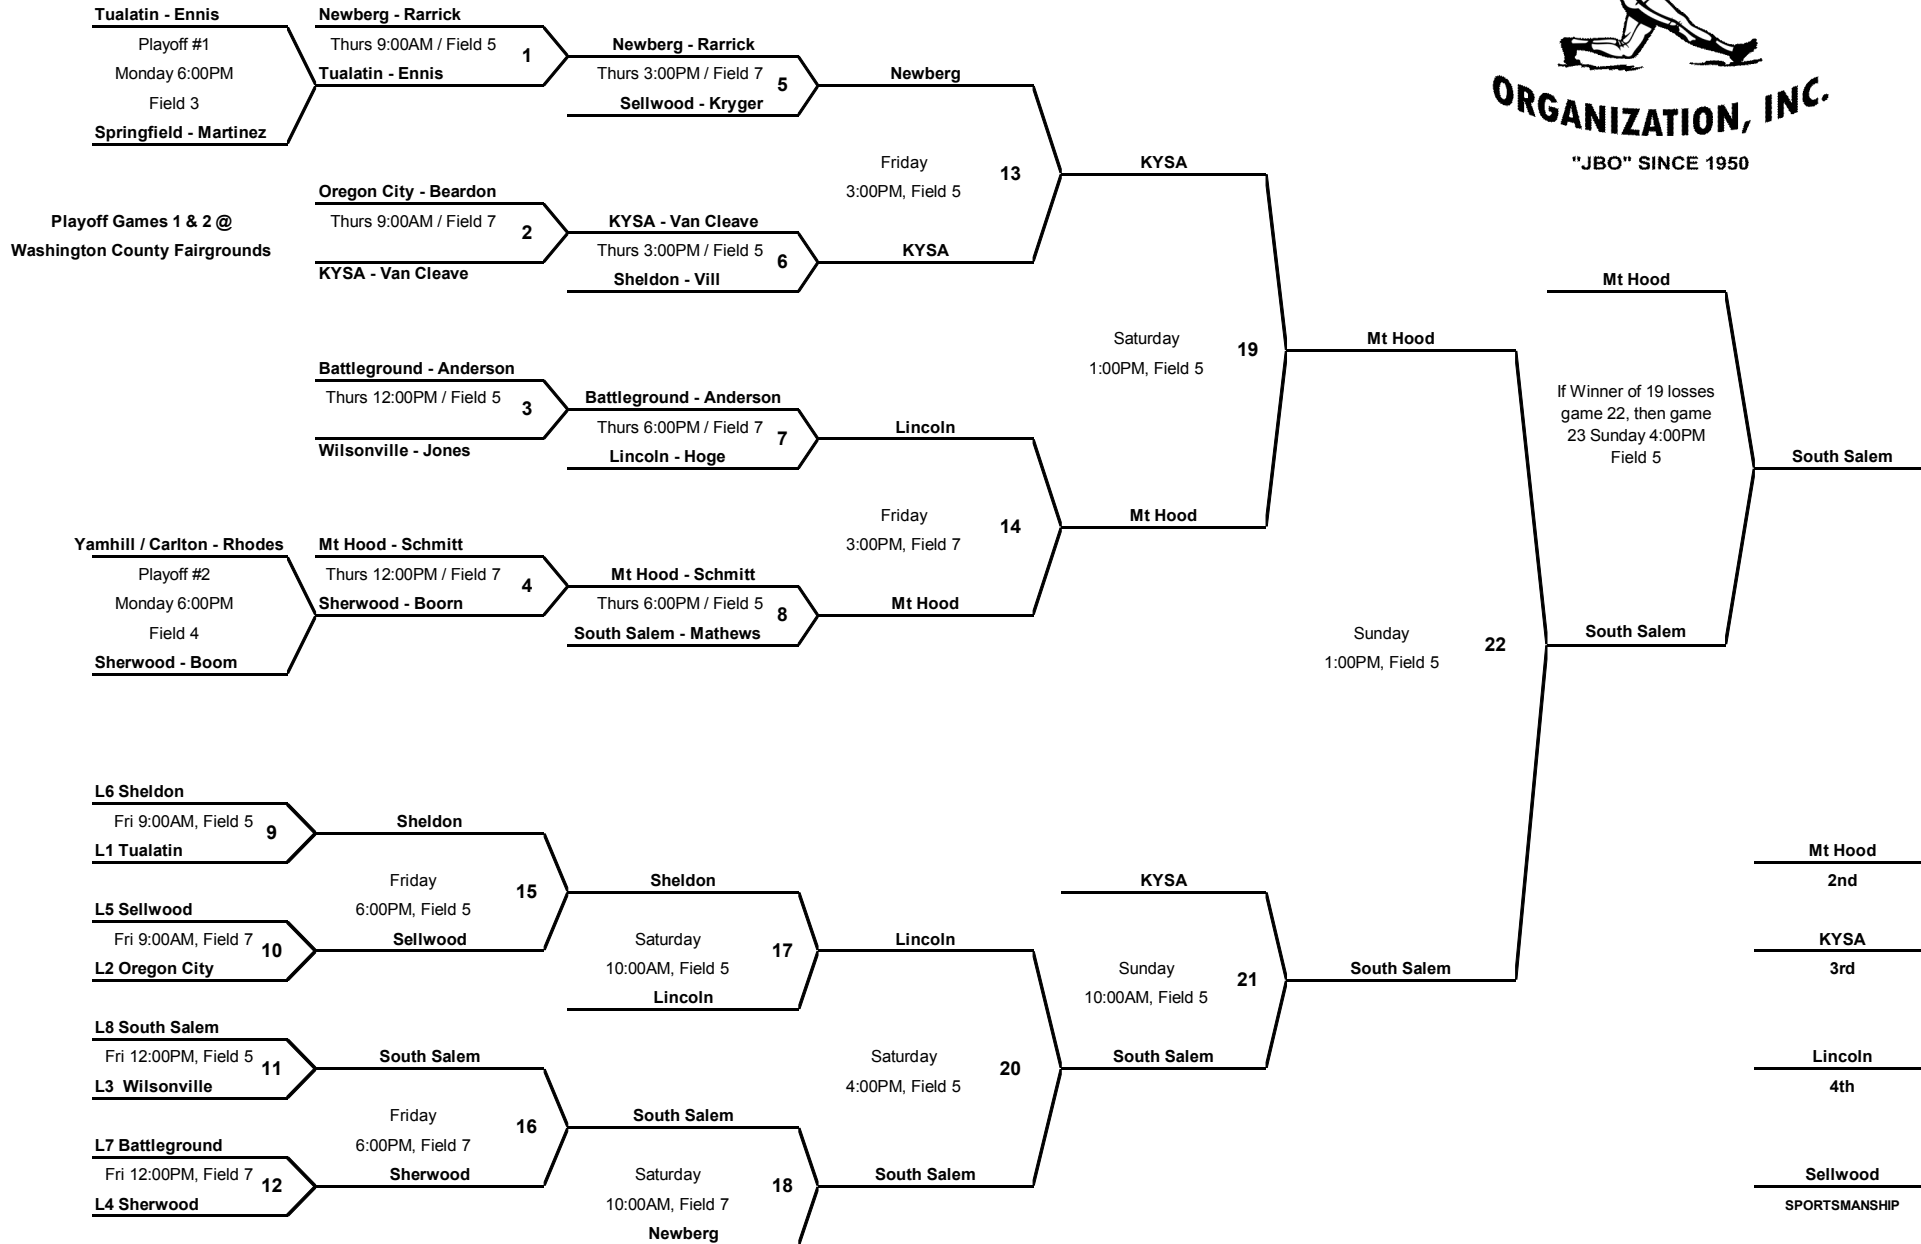 Tualatin - Ennis
Playoff #1
Monday 6:00PM
Field 3
Springfield - Martinez
Newberg - Rarrick
Thurs 9:00AM / Field 5
1
Tualatin - Ennis
Newberg - Rarrick
Thurs 3:00PM / Field 7
5
Sellwood - Kryger
Newberg
ORGANIZATION, INC.
"JBO" SINCE 1950
Friday
13
3:00PM, Field 5
KYSA
Playoff Games 1 & 2 @
Washington County Fairgrounds
Oregon City - Beardon
Thurs 9:00AM / Field 7
2
KYSA - Van Cleave
KYSA - Van Cleave
Thurs 3:00PM / Field 5
6
Sheldon - Vill
KYSA
Mt Hood
Saturday
19
1:00PM, Field 5
Mt Hood
Battleground - Anderson
Thurs 12:00PM / Field 5
3
Wilsonville - Jones
Battleground - Anderson
Thurs 6:00PM / Field 7
7
Lincoln - Hoge
Lincoln
If Winner of 19 losses
game 22, then game
23 Sunday 4:00PM
Field 5
South Salem
Friday
14
3:00PM, Field 7
Mt Hood
Yamhill / Carlton - Rhodes
Playoff #2
Monday 6:00PM
Field 4
Sherwood - Boom
Mt Hood - Schmitt
Thurs 12:00PM / Field 7
4
Sherwood - Boorn
Mt Hood - Schmitt
Thurs 6:00PM / Field 5
8
South Salem - Mathews
Mt Hood
Sunday
22
1:00PM, Field 5
South Salem
L6 Sheldon
Fri 9:00AM, Field 5
9
L1 Tualatin
Sheldon
Friday
15
6:00PM, Field 5
L5 Sellwood
Fri 9:00AM, Field 7
10
L2 Oregon City
Sellwood
Sheldon
Saturday
17
10:00AM, Field 5
Lincoln
Lincoln
KYSA
Sunday
21
10:00AM, Field 5
South Salem
Mt Hood
2nd
KYSA
3rd
L8 South Salem
Fri 12:00PM, Field 5
11
L3 Wilsonville
South Salem
Friday
16
6:00PM, Field 7
L7 Battleground
Fri 12:00PM, Field 7
12
L4 Sherwood
Sherwood
South Salem
Saturday
18
10:00AM, Field 7
Newberg
Saturday
20
4:00PM, Field 5
South Salem
South Salem
Lincoln
4th
Sellwood
SPORTSMANSHIP